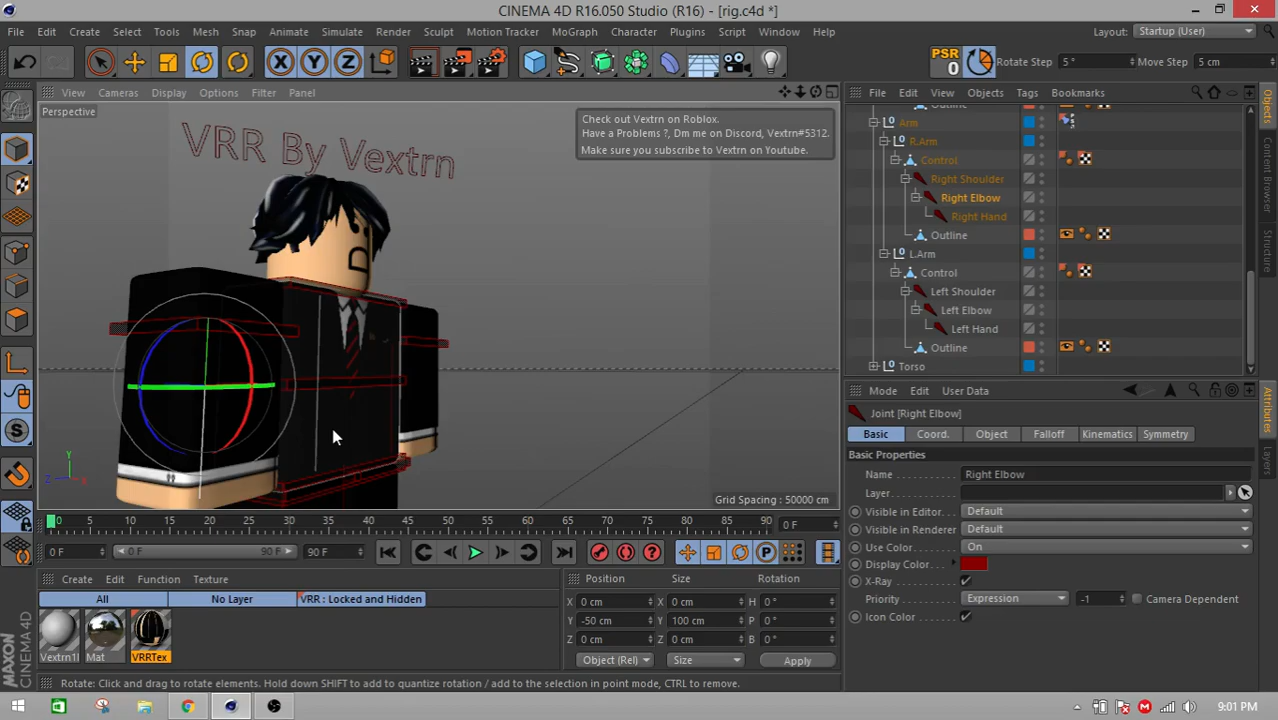 CINEMA 4D R16.050 Studio (R16) - [rig.c4d *]
File Edit Create Select Tools Mesh Snap Animate Simulate Render Sculpt Motion Tracker MoGraph Character Plugins Script Window Help Layout: Startup (User)
X Y Z PSR 0 Rotate Step 5 ° Move Step 5 cm
View Cameras Display Options Filter Panel
File Edit View Objects Tags Bookmarks
Perspective
VRR By Vextrn
Check out Vextrn on Roblox.
Have a Problems ?, Dm me on Discord, Vextrn#5312.
Make sure you subscribe to Vextrn on Youtube.
Outline
Arm
R.Arm
Control
Right Shoulder
Right Elbow
Right Hand
Outline
L.Arm
Control
Left Shoulder
Left Elbow
Left Hand
Outline
Torso
Objects
Content Browser
Structure
Mode Edit User Data
Joint [Right Elbow]
Basic Coord. Object Falloff Kinematics Symmetry
Basic Properties
Name Right Elbow
Layer
Visible in Editor Default
Visible in Renderer Default
Use Color On
Display Color
X-Ray
Priority Expression -1 Camera Dependent
Icon Color
Attributes
Layers
Y
Z X
Grid Spacing : 50000 cm
0 5 10 15 20 25 30 35 40 45 50 55 60 65 70 75 80 85 90 0 F
0 F 0 F 90 F 90 F
Create Edit Function Texture
All No Layer VRR : Locked and Hidden
Position Size Rotation
X 0 cm X 0 cm H 0 °
Y -50 cm Y 100 cm P 0 °
Z 0 cm Z 0 cm B 0 °
Object (Rel) Size Apply
Mat VRRTex
MAXON CINEMA 4D
Rotate: Click and drag to rotate elements. Hold down SHIFT to add to quantize rotation / add to the selection in point mode, CTRL to remove.
9:01 PM